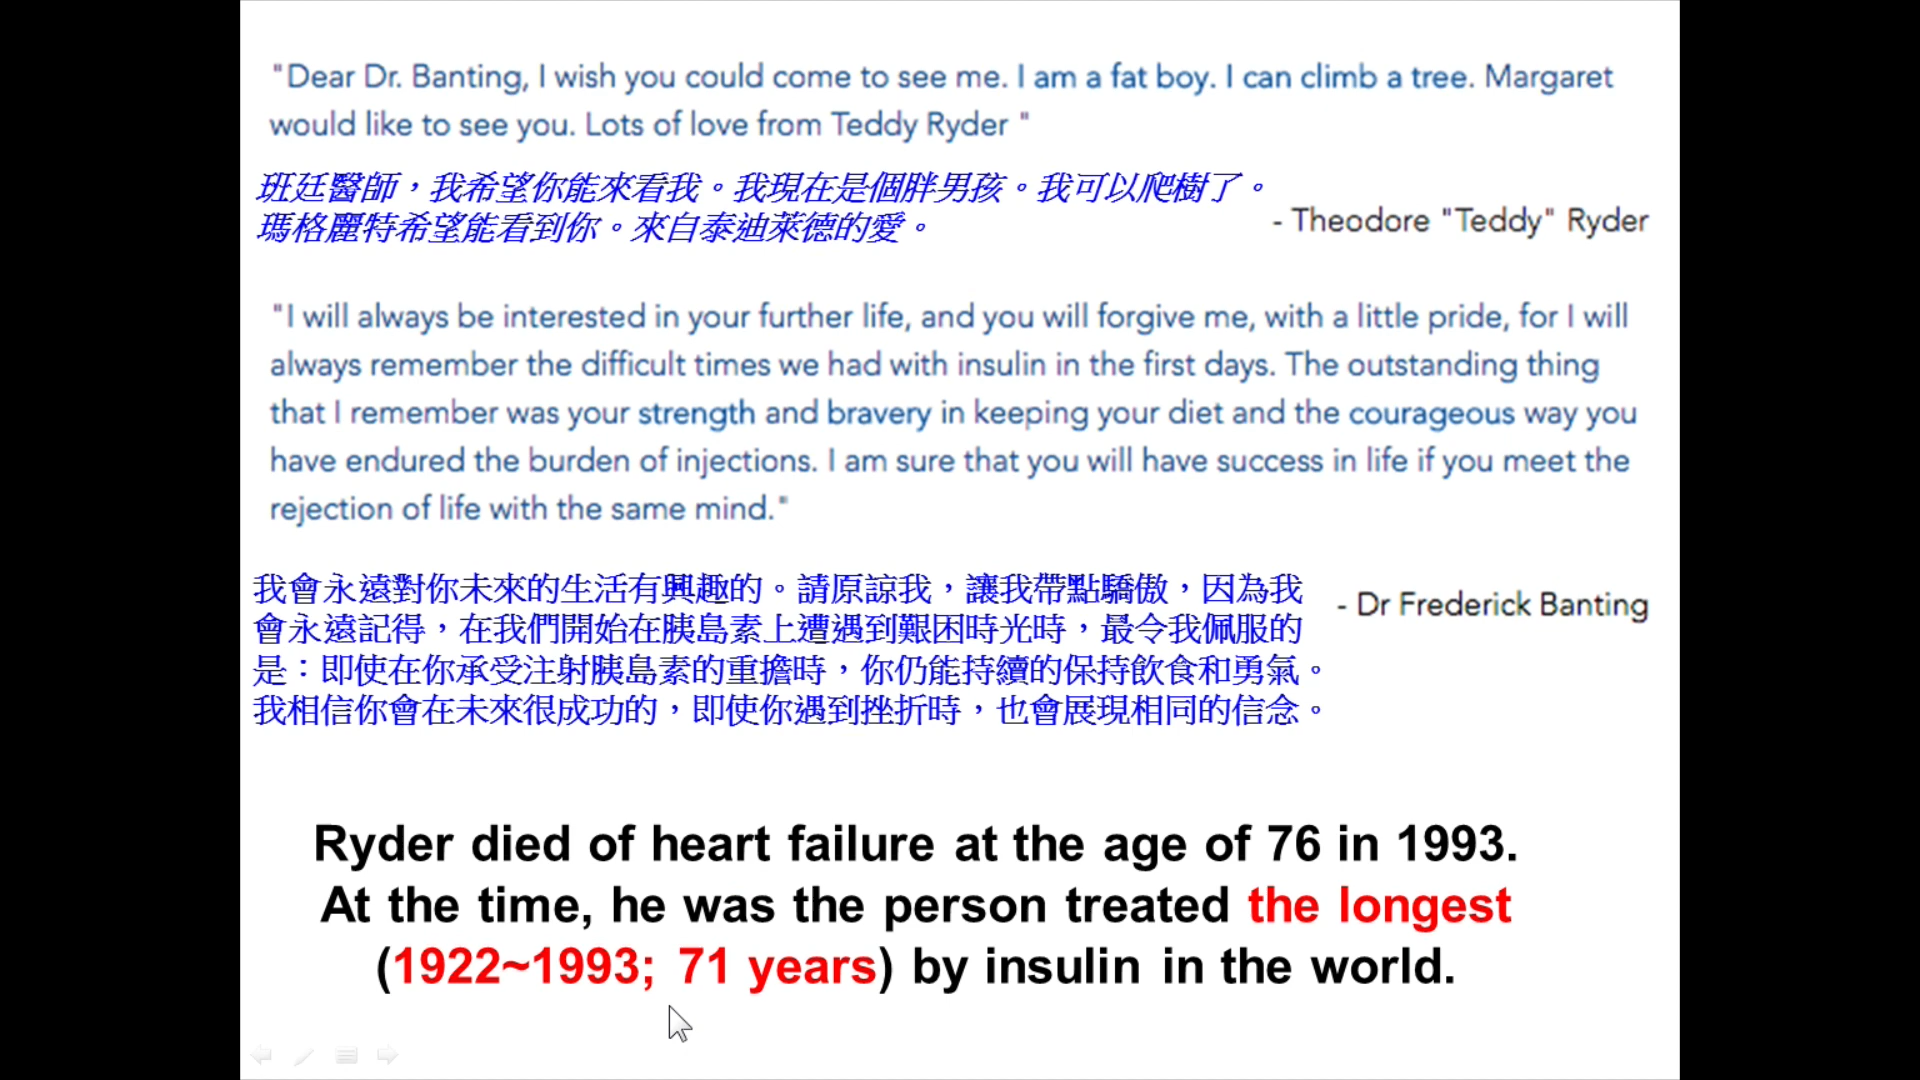 "Dear Dr. Banting, I wish you could come to see me. I am a fat boy. I can climb a tree. Margaret
would like to see you. Lots of love from Teddy Ryder "
班廷醫師，我希望你能來看我。我現在是個胖男孩。我可以爬樹了。
瑪格麗特希望能看到你。來自泰迪萊德的愛。
- Theodore "Teddy" Ryder
"I will always be interested in your further life, and you will forgive me, with a little pride, for I will
always remember the difficult times we had with insulin in the first days. The outstanding thing
that I remember was your strength and bravery in keeping your diet and the courageous way you
have endured the burden of injections. I am sure that you will have success in life if you meet the
rejection of life with the same mind."
我會永遠對你未來的生活有興趣的。請原諒我，讓我帶點驕傲，因為我
會永遠記得，在我們開始在胰島素上遭遇到艱困時光時，最令我佩服的
是：即使在你承受注射胰島素的重擔時，你仍能持續的保持飲食和勇氣。
我相信你會在未來很成功的，即使你遇到挫折時，也會展現相同的信念。
- Dr Frederick Banting
Ryder died of heart failure at the age of 76 in 1993.
At the time, he was the person treated the longest
(1922~1993; 71 years) by insulin in the world.